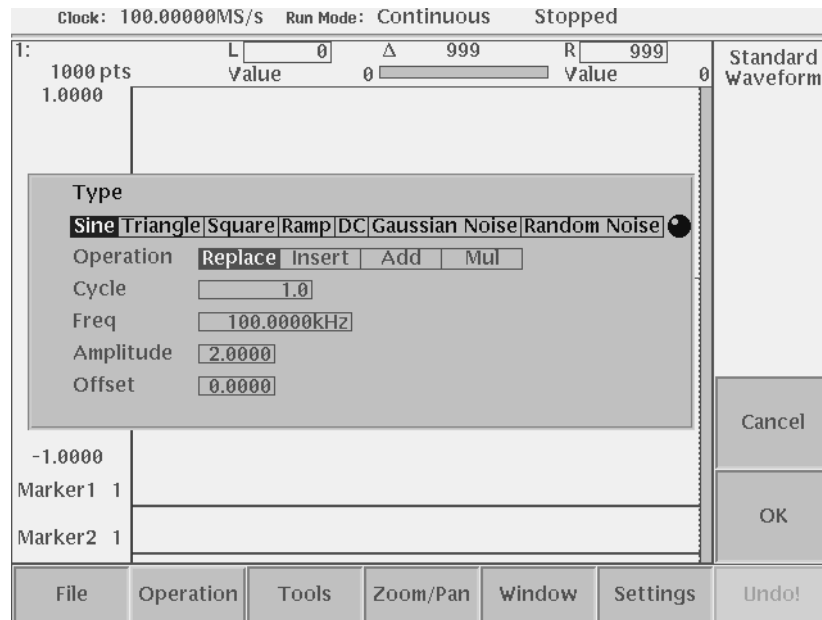 Clock: 100.00000MS/s Run Mode: Continuous Stopped
1: L 0 Δ 999 R 999
1000 pts Value 0 Value 0
Standard
Waveform
1.0000
Type
Sine Triangle Square Ramp DC Gaussian Noise Random Noise
Operation Replace Insert Add Mul
Cycle 1.0
Freq 100.0000kHz
Amplitude 2.0000
Offset 0.0000
Cancel
-1.0000
Marker1 1
OK
Marker2 1
File Operation Tools Zoom/Pan Window Settings Undo!